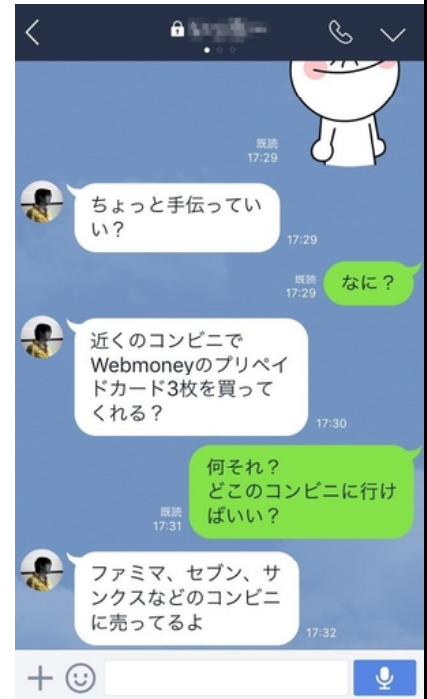 既読
17:29
ちょっと手伝ってい
い？
17:29
既読
17:29
なに？
近くのコンビニで
Webmoneyのプリペイ
ドカード3枚を買って
くれる？
17:30
何それ？
どこのコンビニに行け
ばいい？
既読
17:31
ファミマ、セブン、サ
ンクスなどのコンビニ
に売ってるよ
17:32